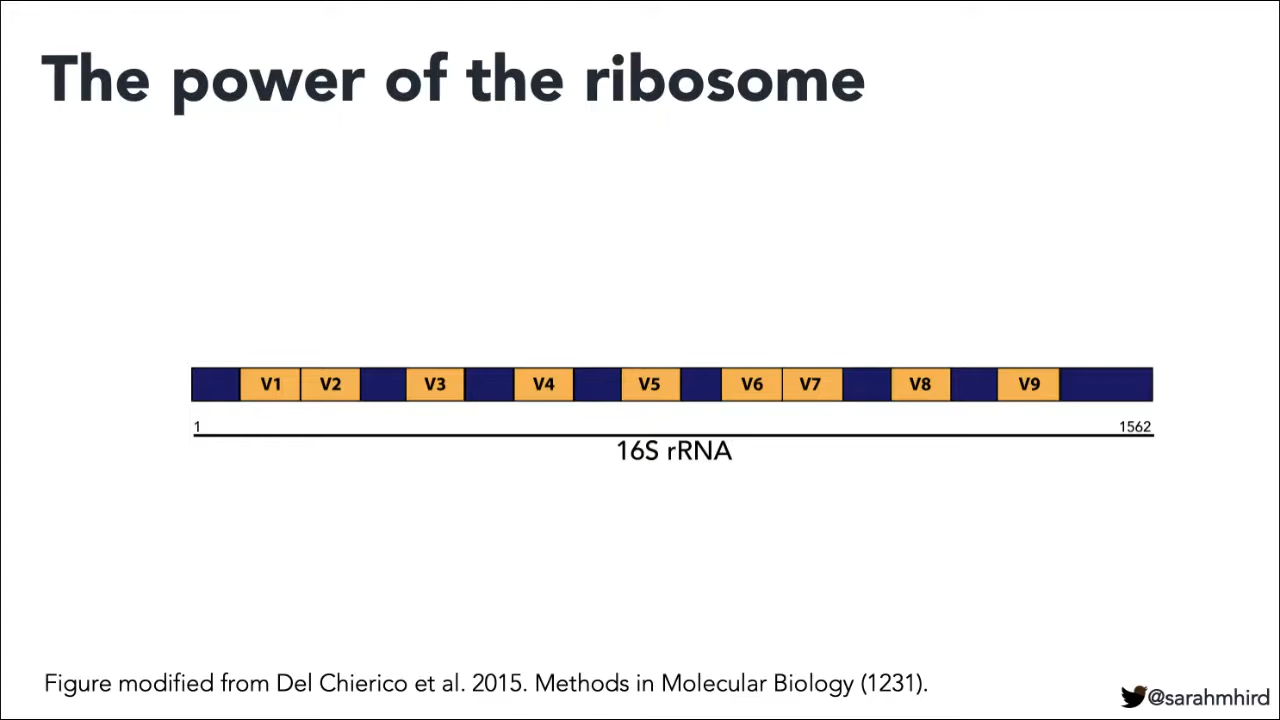 The power of the ribosome
V1 V2 V3 V4 V5 V6 V7 V8 V9
1 1562
16S rRNA
Figure modified from Del Chierico et al. 2015. Methods in Molecular Biology (1231).
@sarahmhird